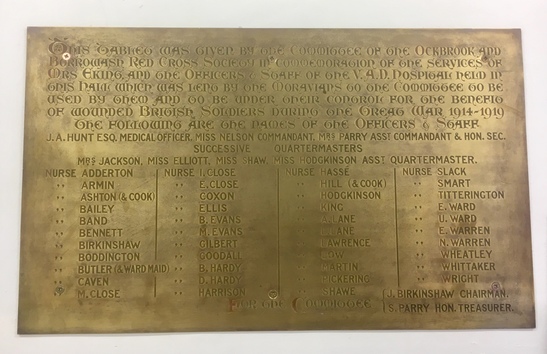 This Tablet was given by the Committee of the Ockbrook and
Borrowash Red Cross Society in commemoration of the services of
Mrs Eking, and the Officers & Staff of the V.A.D. Hospital held in
this Hall which was lent by the Moravians to the Committee to be
used by them and to be under their control for the benefit
of wounded British Soldiers during the Great War 1914-1919
The following are the names of the Officers & Staff.
J. A. HUNT ESQ. MEDICAL OFFICER, MISS NELSON COMMANDANT, MRS PARRY ASST COMMANDANT & HON. SEC.
SUCCESSIVE QUARTERMASTERS
MRS JACKSON, MISS ELLIOTT, MISS SHAW, MISS HODGKINSON ASST QUARTERMASTER.
NURSE ADDERTON NURSE I. CLOSE NURSE HASSE NURSE SLACK
" ARMIN " E. CLOSE " HILL (& COOK) " SMART
" ASHTON (& COOK) " COXON " HODGKINSON " TITTERINGTON
" BAILEY " ELLIS " KING " E. WARD
" BAND " B. EVANS " LANE " U. WARD
" BENNETT " M. EVANS " LANE " E. WARREN
" BIRKINSHAW " GILBERT " LAWRENCE " N. WARREN
" BODDINGTON " GOODALL " " WHEATLEY
" BUTLER (& WARD MAID) " B. HARDY " MARTIN " WHITTAKER
" CAVEN " D. HARDY " PICKERING " WRIGHT
" M. CLOSE " HARRISON " SHAWE J. BIRKINSHAW CHAIRMAN.
For the Committee S. PARRY HON. TREASURER.